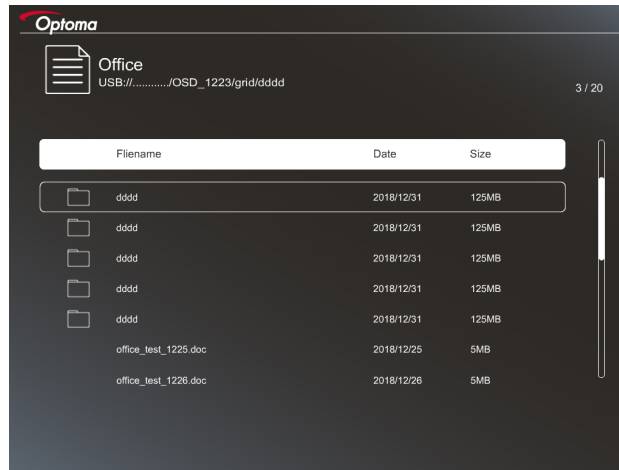 Optoma
Office
USB://.........../OSD_1223/grid/dddd
3 / 20
Fliename Date Size
dddd 2018/12/31 125MB
dddd 2018/12/31 125MB
dddd 2018/12/31 125MB
dddd 2018/12/31 125MB
dddd 2018/12/31 125MB
office_test_1225.doc 2018/12/25 5MB
office_test_1226.doc 2018/12/26 5MB